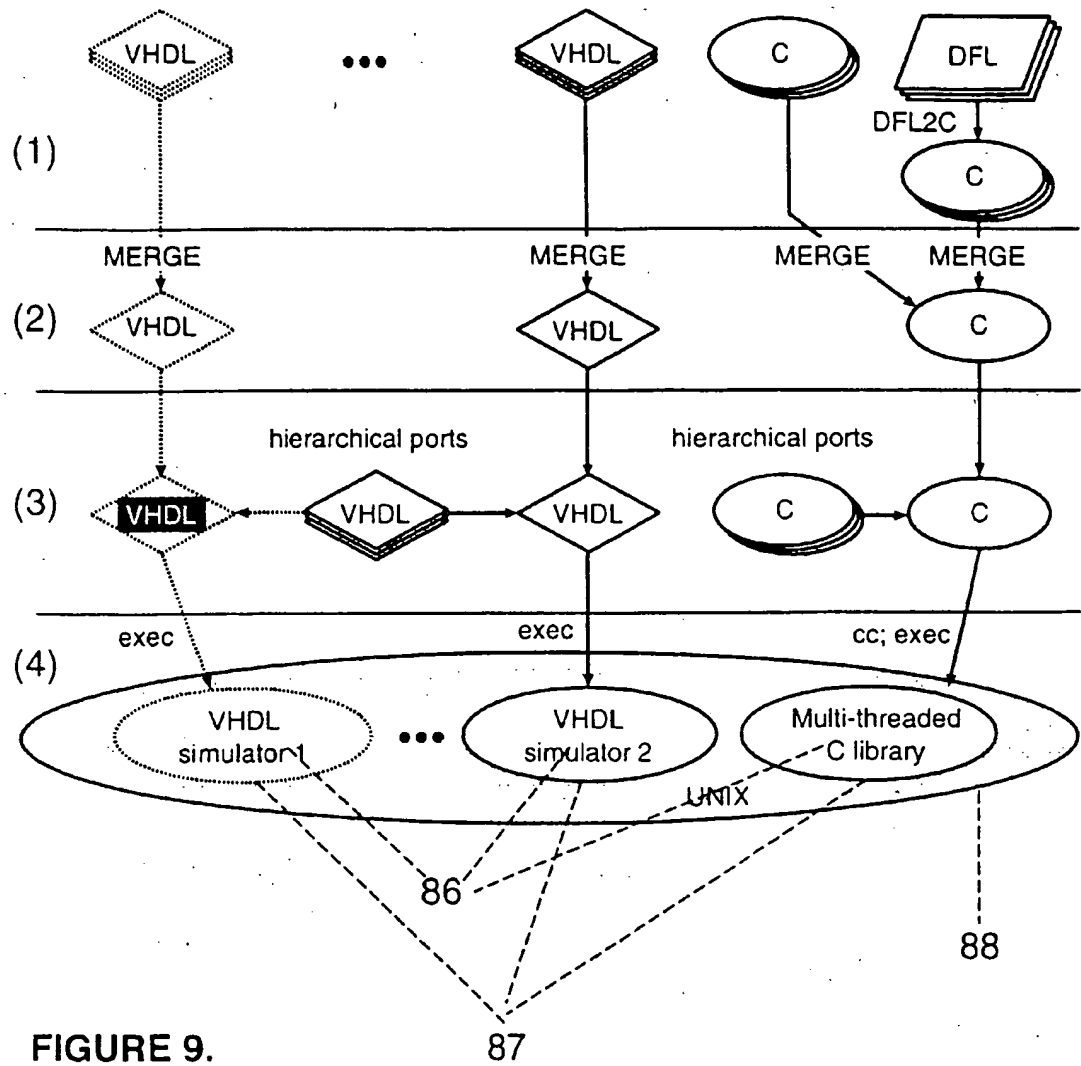 VHDL
VHDL
C
DFL
DFL2C
(1)
C
MERGE
MERGE
MERGE
MERGE
(2)
VHDL
VHDL
C
hierarchical ports
hierarchical ports
(3)
VHDL
VHDL
VHDL
C
C
exec
exec
cc; exec
(4)
VHDL
simulator 1
VHDL
simulator 2
Multi-threaded
C library
UNIX
86
88
87
FIGURE 9.